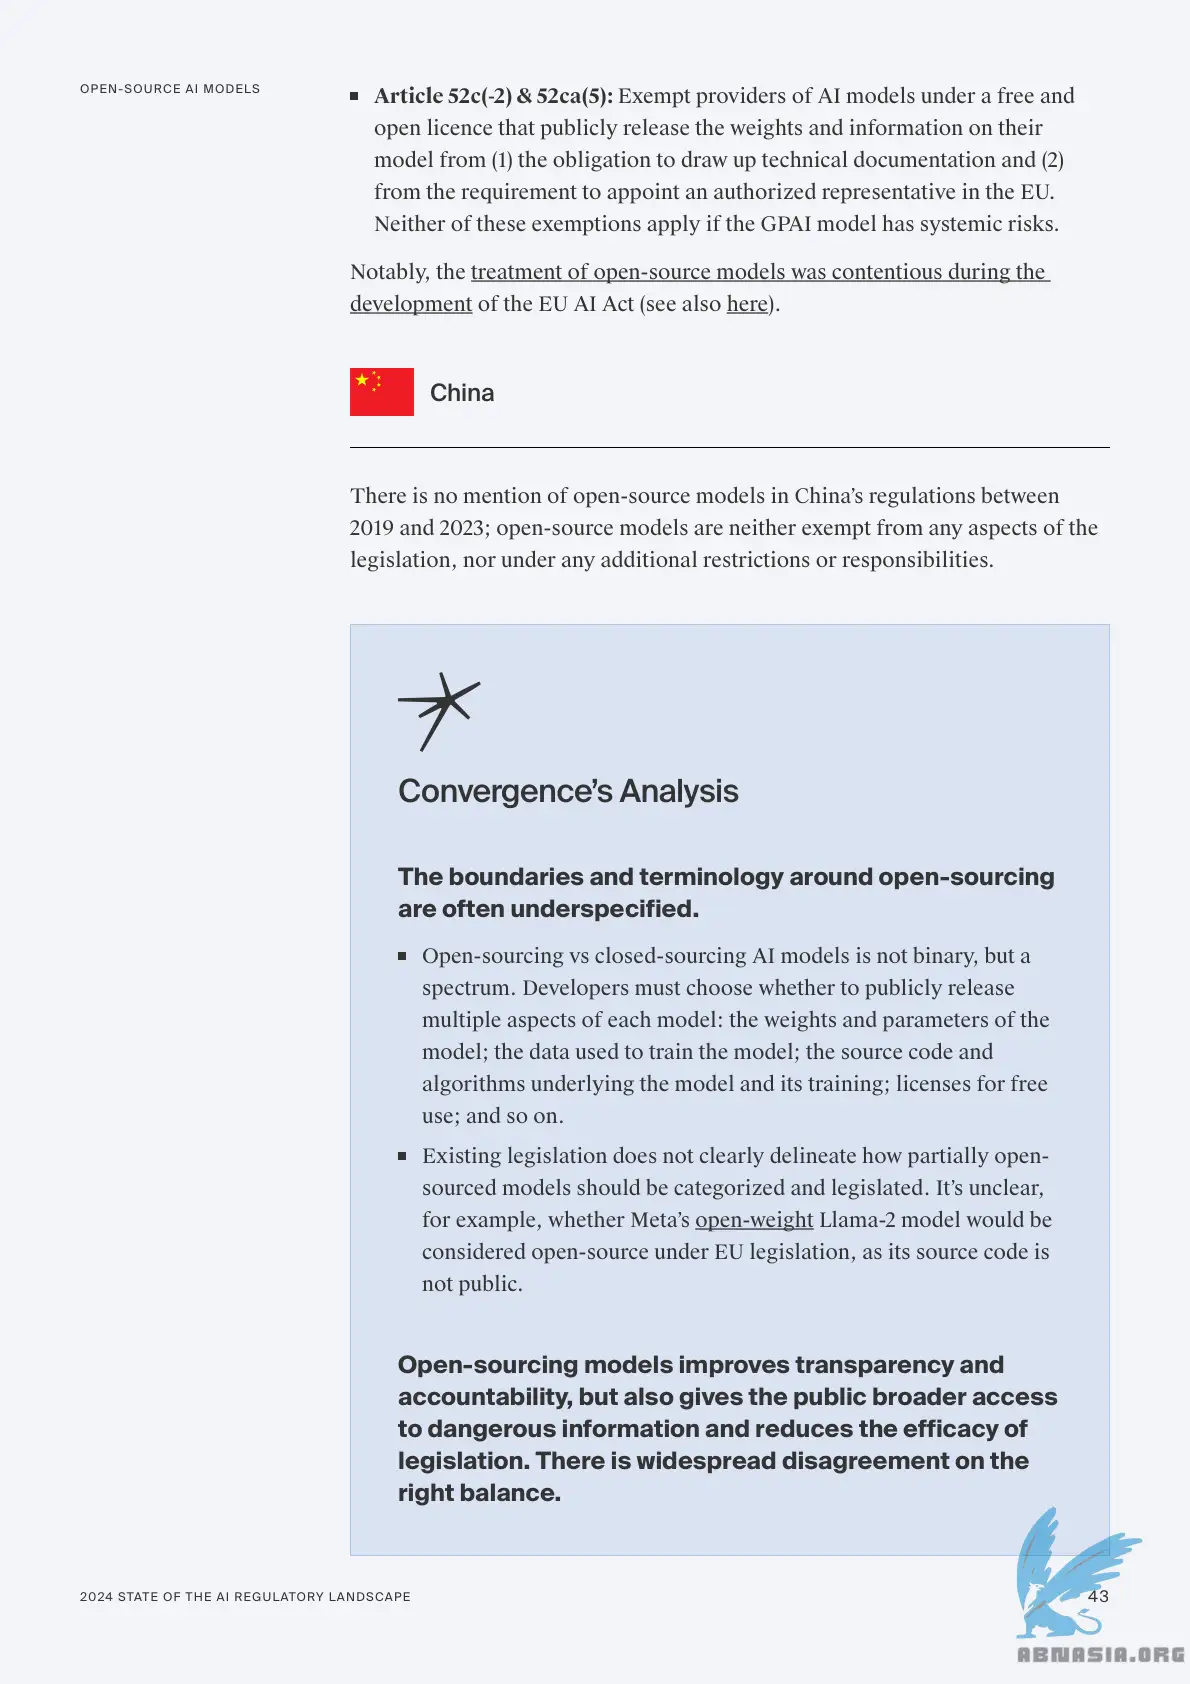 OPEN-SOURCE AI MODELS
Article 52c(-2) & 52ca(5): Exempt providers of AI models under a free and
open licence that publicly release the weights and information on their
model from (1) the obligation to draw up technical documentation and (2)
from the requirement to appoint an authorized representative in the EU.
Neither of these exemptions apply if the GPAI model has systemic risks.
Notably, the treatment of open-source models was contentious during the
development of the EU AI Act (see also here).
China
There is no mention of open-source models in China’s regulations between
2019 and 2023; open-source models are neither exempt from any aspects of the
legislation, nor under any additional restrictions or responsibilities.
Convergence’s Analysis
The boundaries and terminology around open-sourcing
are often underspecified.
Open-sourcing vs closed-sourcing AI models is not binary, but a
spectrum. Developers must choose whether to publicly release
multiple aspects of each model: the weights and parameters of the
model; the data used to train the model; the source code and
algorithms underlying the model and its training; licenses for free
use; and so on.
Existing legislation does not clearly delineate how partially open-
sourced models should be categorized and legislated. It’s unclear,
for example, whether Meta’s open-weight Llama-2 model would be
considered open-source under EU legislation, as its source code is
not public.
Open-sourcing models improves transparency and
accountability, but also gives the public broader access
to dangerous information and reduces the efficacy of
legislation. There is widespread disagreement on the
right balance.
2024 STATE OF THE AI REGULATORY LANDSCAPE
43
ABNASIA.ORG